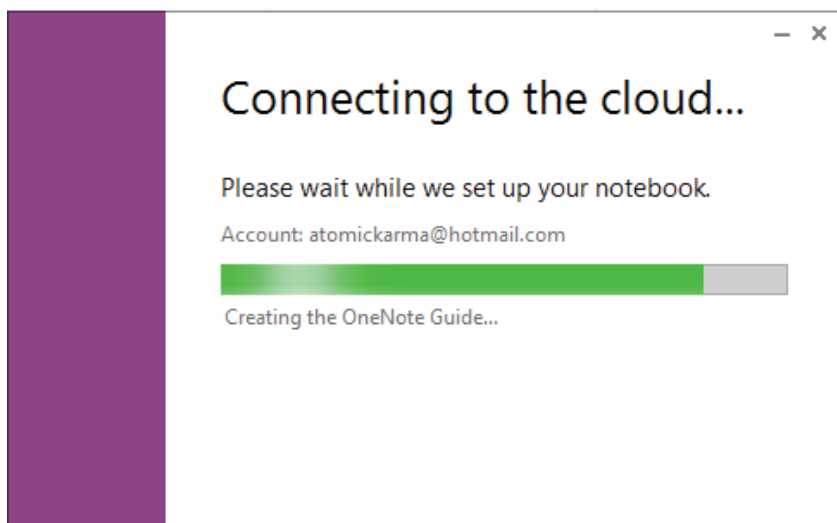 Connecting to the cloud...
Please wait while we set up your notebook.
Account: atomickarma@hotmail.com
Creating the OneNote Guide...